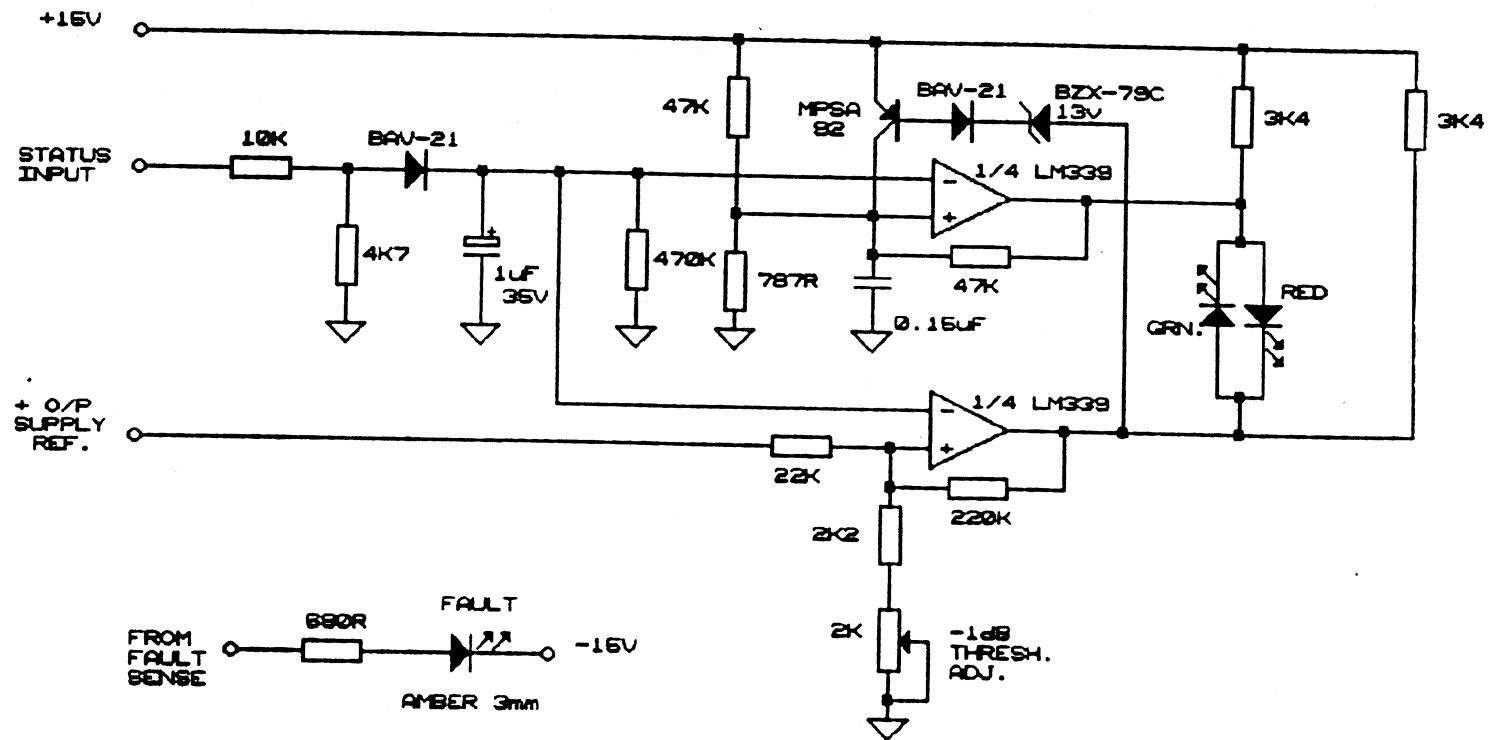 +15V
STATUS
INPUT
10K
BAV-21
47K
MPSA
92
BAV-21
BZX-79C
13v
3K4
3K4
1/4 LM339
4K7
1uF
35V
470K
787R
47K
0.15uF
GRN.
RED
+ O/P
SUPPLY
REF.
1/4 LM339
22K
220K
2K2
2K
-1dB
THRESH.
ADJ.
FROM
FAULT
SENSE
680R
FAULT
-15V
AMBER 3mm